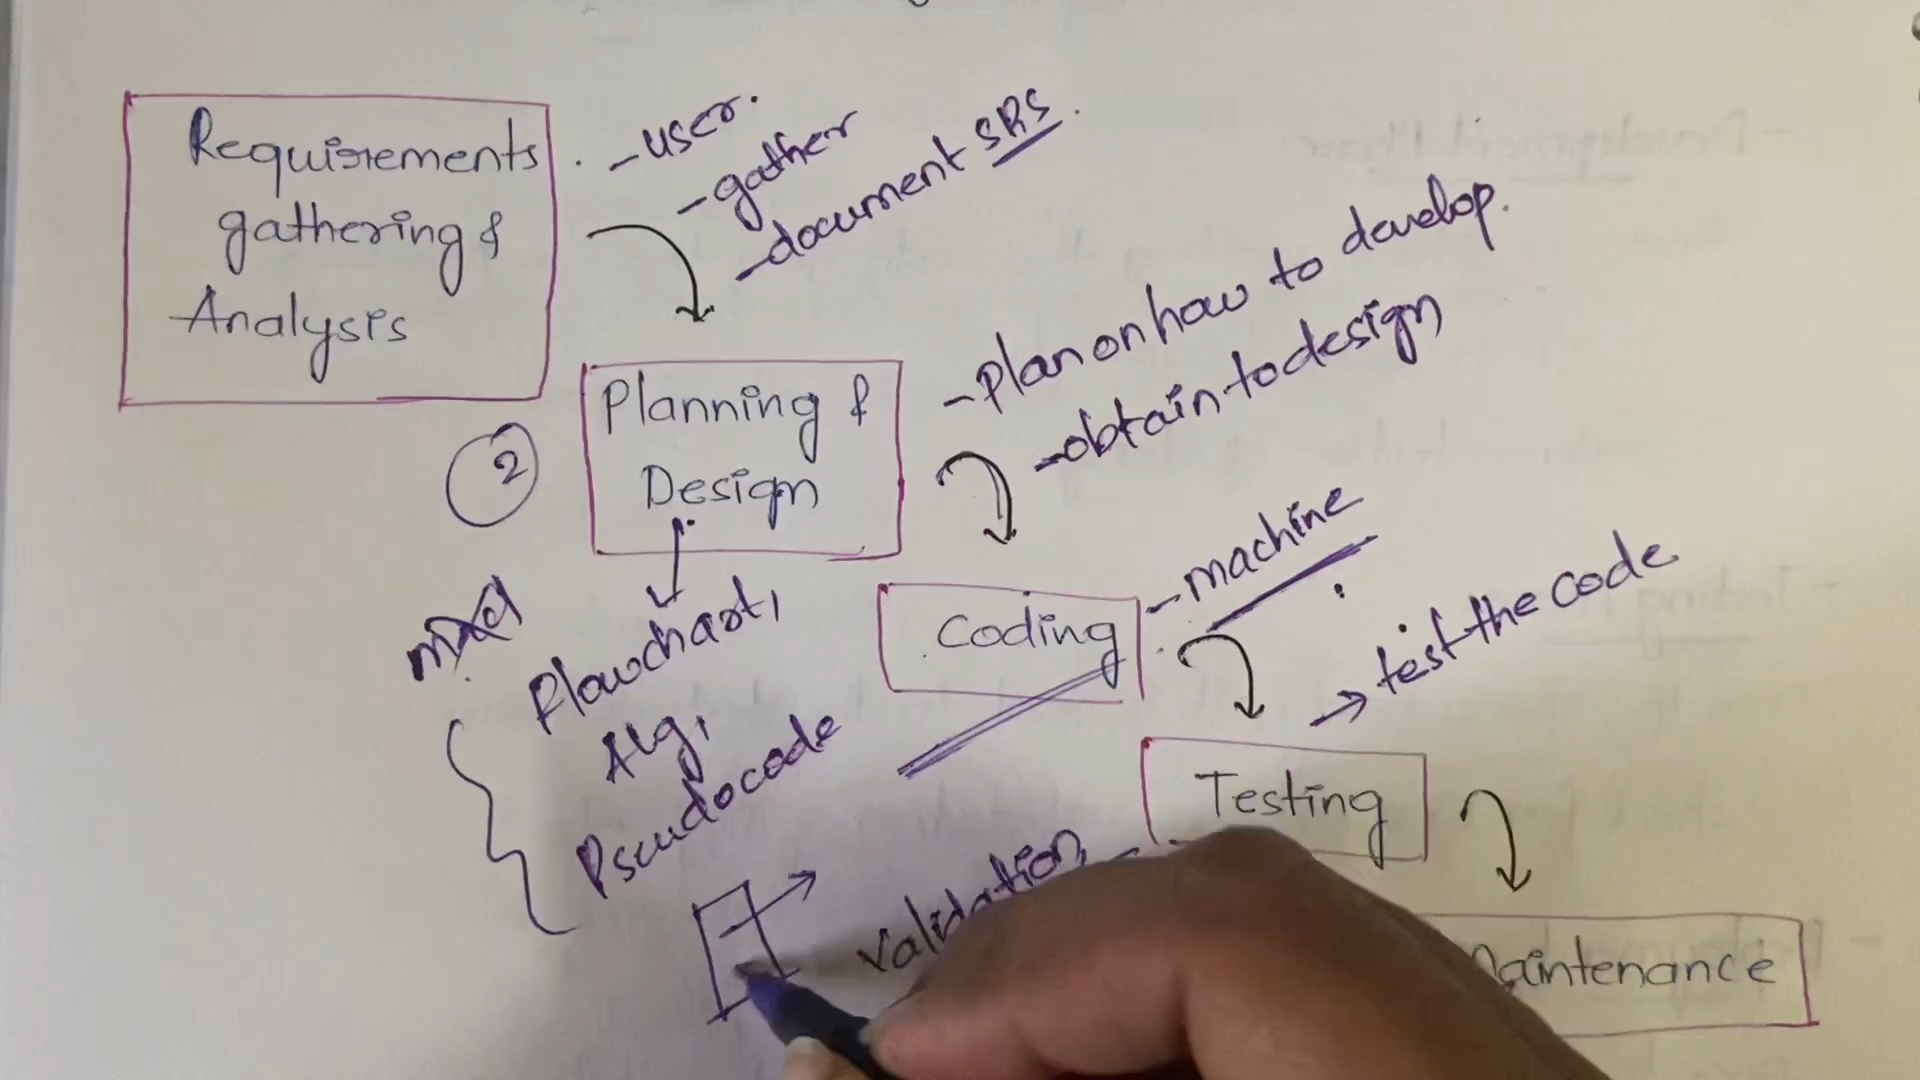 Requirements
gathering &
Analysis
- user.
- gather
- document SRS.
2
Planning &
Design
- plan on how to develop.
- obtain to design
Flowchart,
Alg,
Pseudocode
Coding
- machine
→ test the code
Testing
Validation,
Maintenance